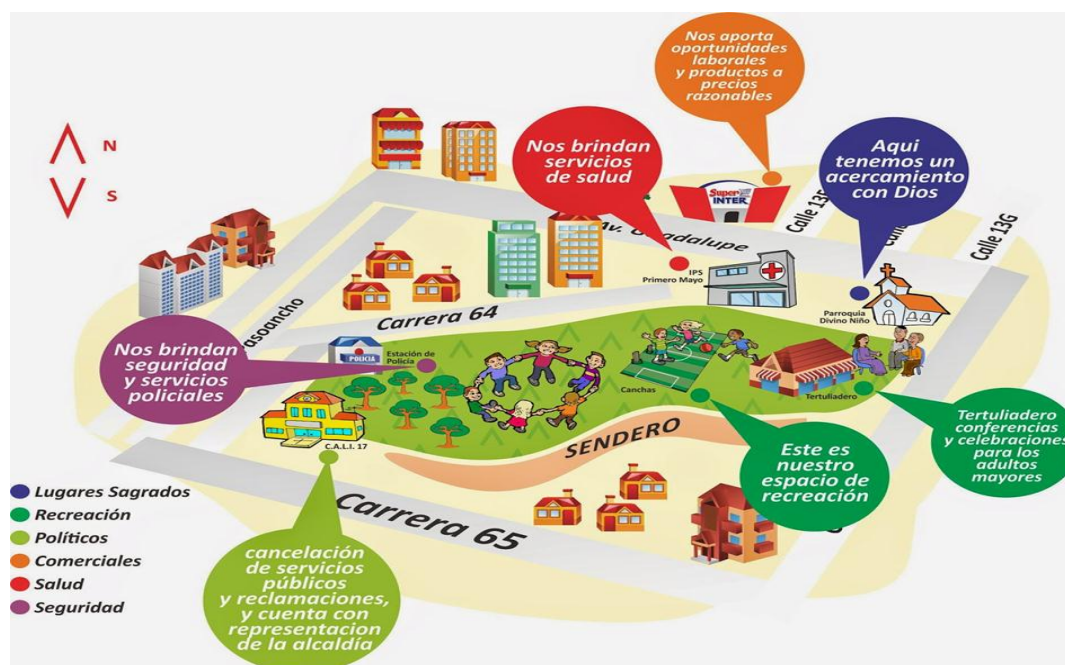 Nos aporta
oportunidades
laborales
y productos a
precios
razonables
N
S
Nos brindan
servicios
de salud
Aqui
tenemos un
acercamiento
con Dios
Super
INTER
Calle 13F
Calle 13G
Av. Guadalupe
IPS
Primero Mayo
Parroquia
Divino Niño
Carrera 64
Nos brindan
seguridad
y servicios
policiales
POLICIA
Estación de
Policia
Canchas
Tertuliadero
C.A.L.I. 17
SENDERO
Este es
nuestro
espacio de
recreación
Tertuliadero
conferencias
y celebraciones
para los
adultos
mayores
Carrera 65
Lugares Sagrados
Recreación
Políticos
Comerciales
Salud
Seguridad
cancelación
de servicios
públicos
y reclamaciones,
y cuenta con
representacion
de la alcaldía